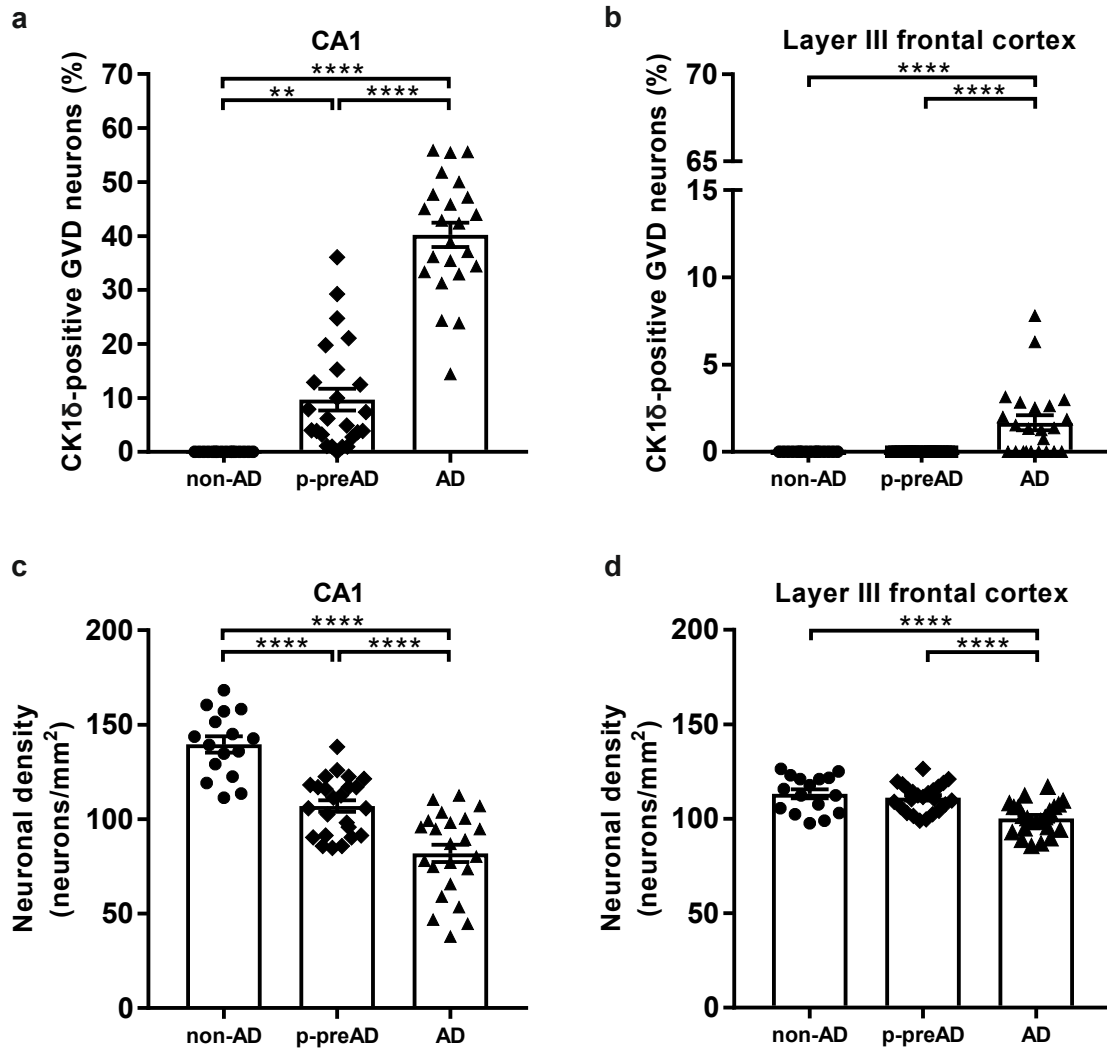 a
CA1
CK1δ-positive GVD neurons (%)
****
** ****
70
60
50
40
30
20
10
0
non-AD p-preAD AD
b
Layer III frontal cortex
CK1δ-positive GVD neurons (%)
****
****
70
65
15
10
5
0
non-AD p-preAD AD
c
CA1
Neuronal density
(neurons/mm²)
****
**** ****
200
150
100
50
0
non-AD p-preAD AD
d
Layer III frontal cortex
Neuronal density
(neurons/mm²)
****
****
200
150
100
50
0
non-AD p-preAD AD